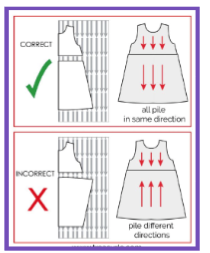 CORRECT
all pile
in same direction
INCORRECT
X
pile different
directions